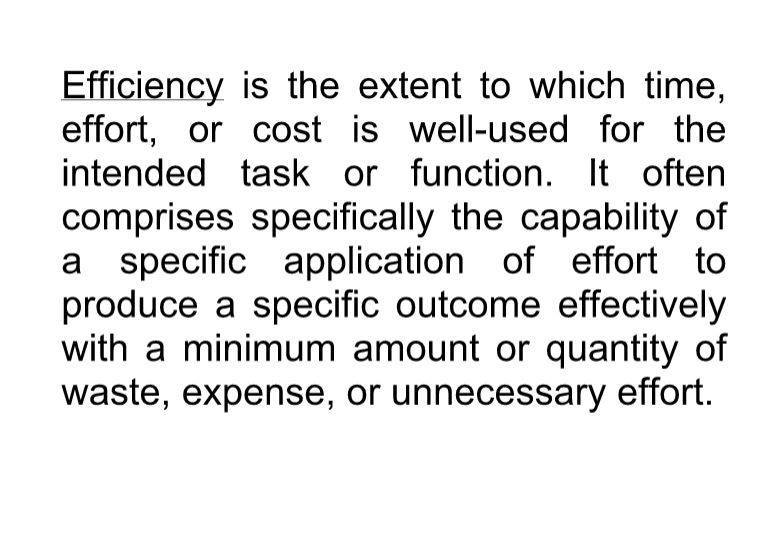 Efficiency is the extent to which time,
effort, or cost is well-used for the
intended task or function. It often
comprises specifically the capability of
a specific application of effort to
produce a specific outcome effectively
with a minimum amount or quantity of
waste, expense, or unnecessary effort.